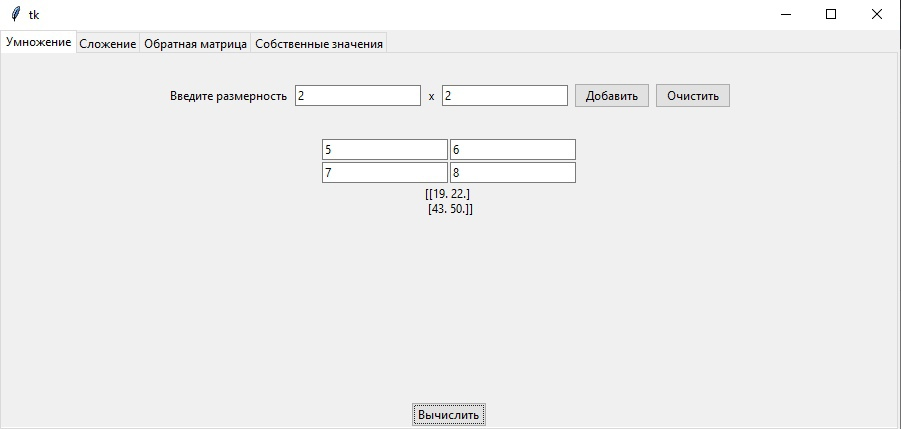 tk
Умножение Сложение Обратная матрица Собственные значения
Введите размерность 2 x 2 Добавить Очистить
5 6
7 8
[[19. 22.]
[43. 50.]]
Вычислить